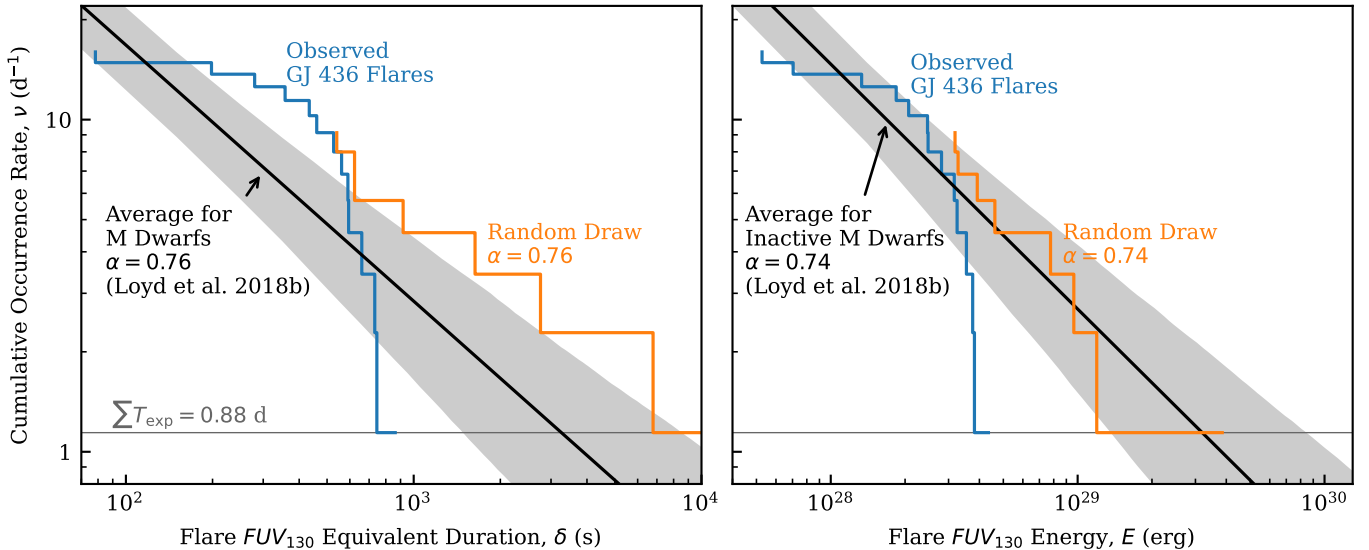 Cumulative Occurrence Rate, ν (d⁻¹)
10
1
Observed
GJ 436 Flares
Average for
M Dwarfs
α = 0.76
(Loyd et al. 2018b)
Random Draw
α = 0.76
∑T_exp = 0.88 d
10²
10³
10⁴
Flare FUV₁₃₀ Equivalent Duration, δ (s)
Observed
GJ 436 Flares
Average for
Inactive M Dwarfs
α = 0.74
(Loyd et al. 2018b)
Random Draw
α = 0.74
10²⁸
10²⁹
10³⁰
Flare FUV₁₃₀ Energy, E (erg)